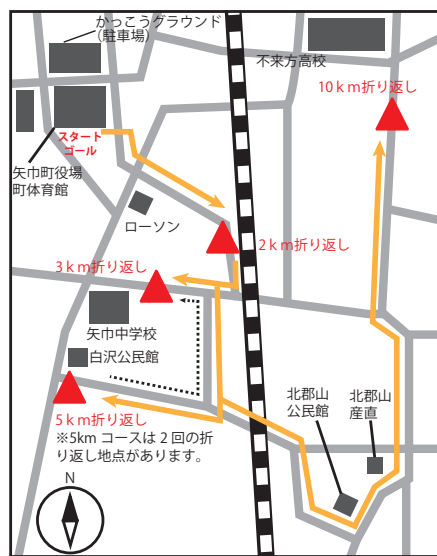 かっこうグラウンド
（駐車場）
不来方高校
10ｋｍ折り返し
スタート
ゴール
矢巾町役場
町体育館
ローソン
2ｋｍ折り返し
3ｋｍ折り返し
矢巾中学校
白沢公民館
北郡山
公民館
北郡山
産直
5ｋｍ折り返し
※5km コースは 2 回の折
り返し地点があります。
N